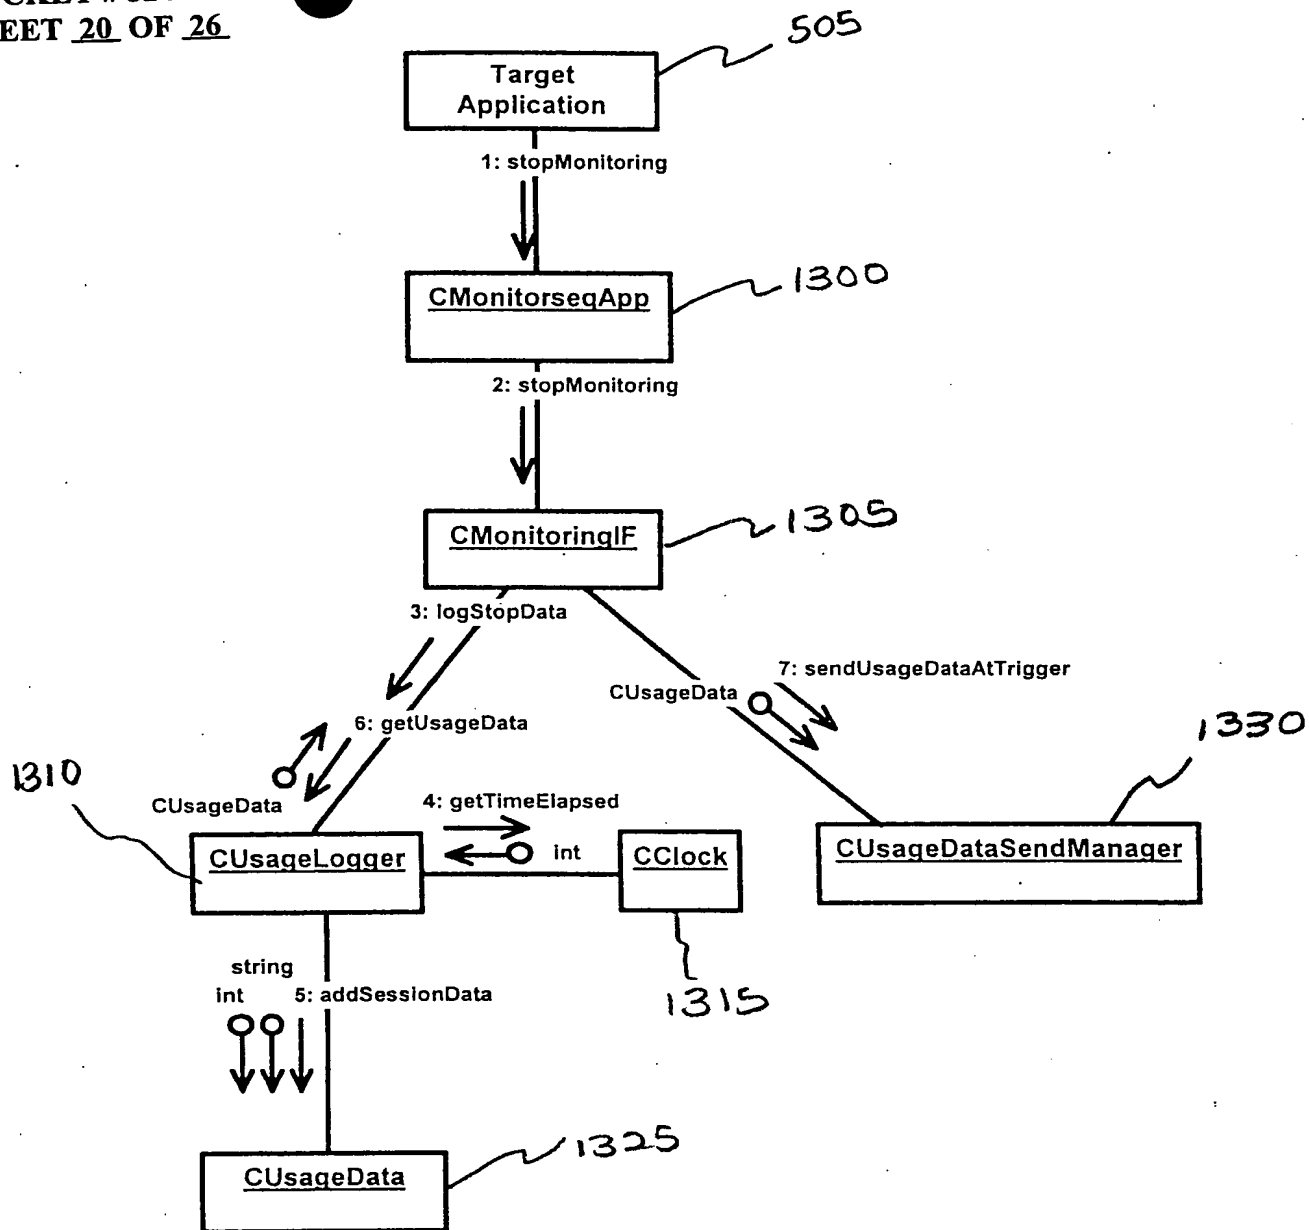 EET 20 OF 26
505
Target
Application
1: stopMonitoring
1300
CMonitorseqApp
2: stopMonitoring
1305
CMonitoringIF
3: logStopData
7: sendUsageDataAtTrigger
CUsageData
6: getUsageData
1330
1310
CUsageData
4: getTimeElapsed
int
CUsageLogger
CClock
CUsageDataSendManager
string
int
5: addSessionData
1315
1325
CUsageData